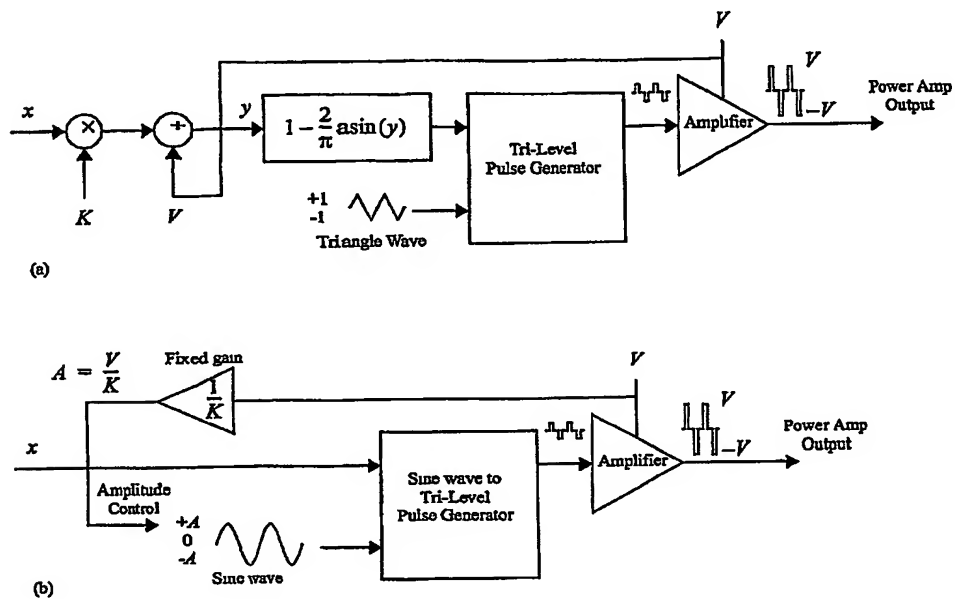 V
x
×
÷
y
1 − 2/π asin(y)
K
V
+1
-1
Triangle Wave
Tri-Level
Pulse Generator
Amplifier
V
−V
Power Amp
Output
(a)
A = V/K
Fixed gain
1/K
V
x
Amplitude
Control
+A
0
-A
Sine wave
Sine wave to
Tri-Level
Pulse Generator
Amplifier
V
−V
Power Amp
Output
(b)